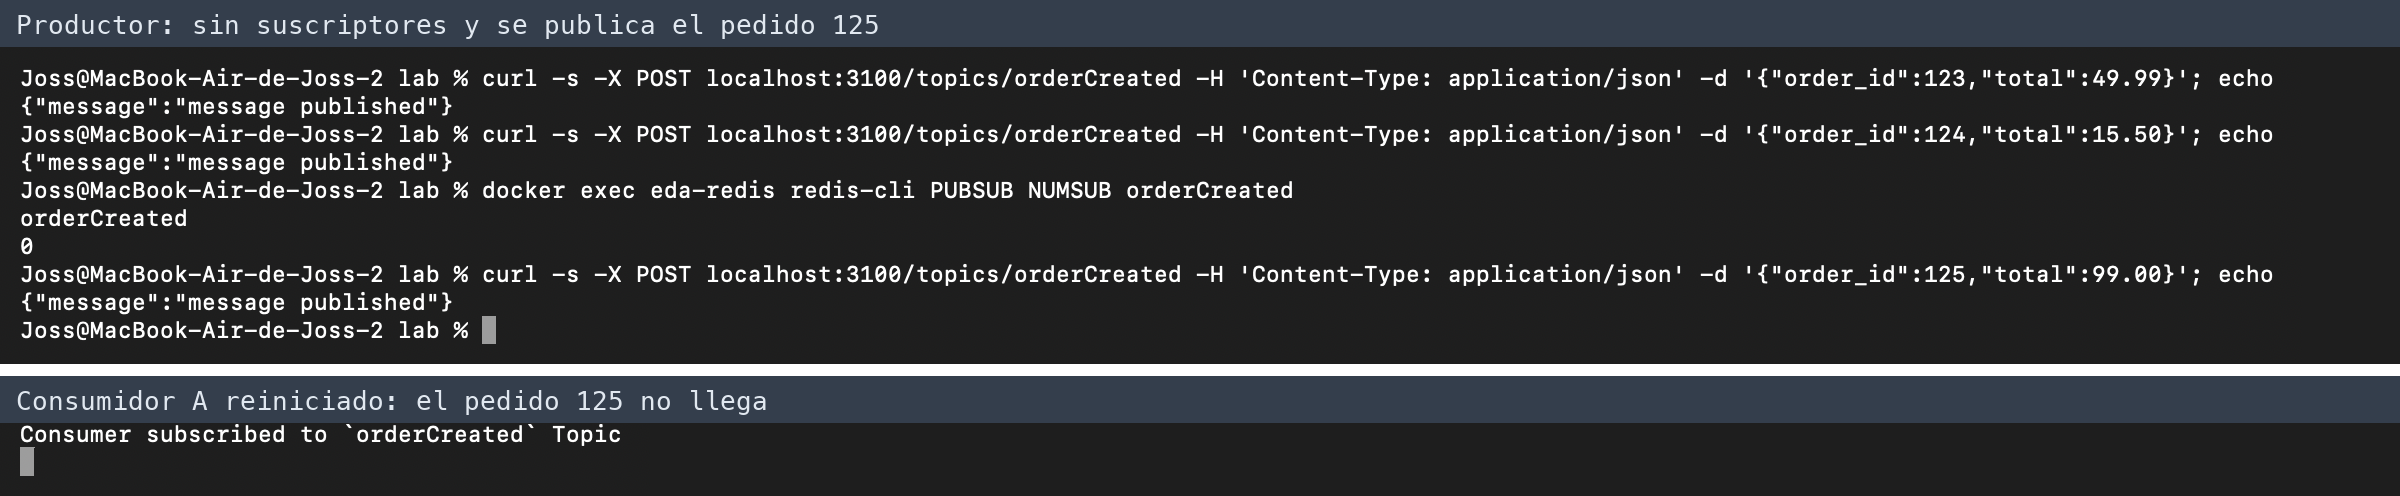 Productor: sin suscriptores y se publica el pedido 125
Joss@MacBook-Air-de-Joss-2 lab % curl -s -X POST localhost:3100/topics/orderCreated -H 'Content-Type: application/json' -d '{"order_id":123,"total":49.99}'; echo
{"message":"message published"}
Joss@MacBook-Air-de-Joss-2 lab % curl -s -X POST localhost:3100/topics/orderCreated -H 'Content-Type: application/json' -d '{"order_id":124,"total":15.50}'; echo
{"message":"message published"}
Joss@MacBook-Air-de-Joss-2 lab % docker exec eda-redis redis-cli PUBSUB NUMSUB orderCreated
orderCreated
0
Joss@MacBook-Air-de-Joss-2 lab % curl -s -X POST localhost:3100/topics/orderCreated -H 'Content-Type: application/json' -d '{"order_id":125,"total":99.00}'; echo
{"message":"message published"}
Joss@MacBook-Air-de-Joss-2 lab %
Consumidor A reiniciado: el pedido 125 no llega
Consumer subscribed to `orderCreated` Topic